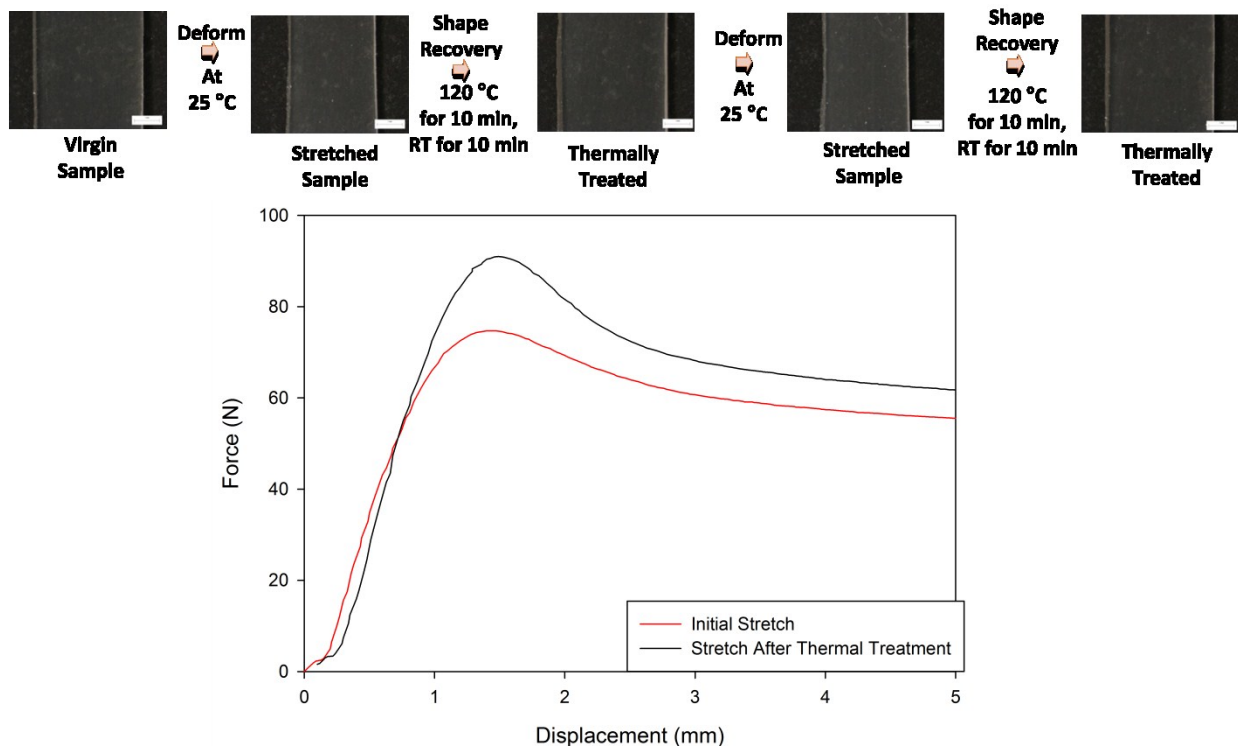 Deform
At
25 °C
Shape
Recovery
120 °C
for 10 min,
RT for 10 min
Deform
At
25 °C
Shape
Recovery
120 °C
for 10 min,
RT for 10 min
Virgin
Sample
Stretched
Sample
Thermally
Treated
Stretched
Sample
Thermally
Treated
100
80
60
40
20
0
Force (N)
Initial Stretch
Stretch After Thermal Treatment
0 1 2 3 4 5
Displacement (mm)